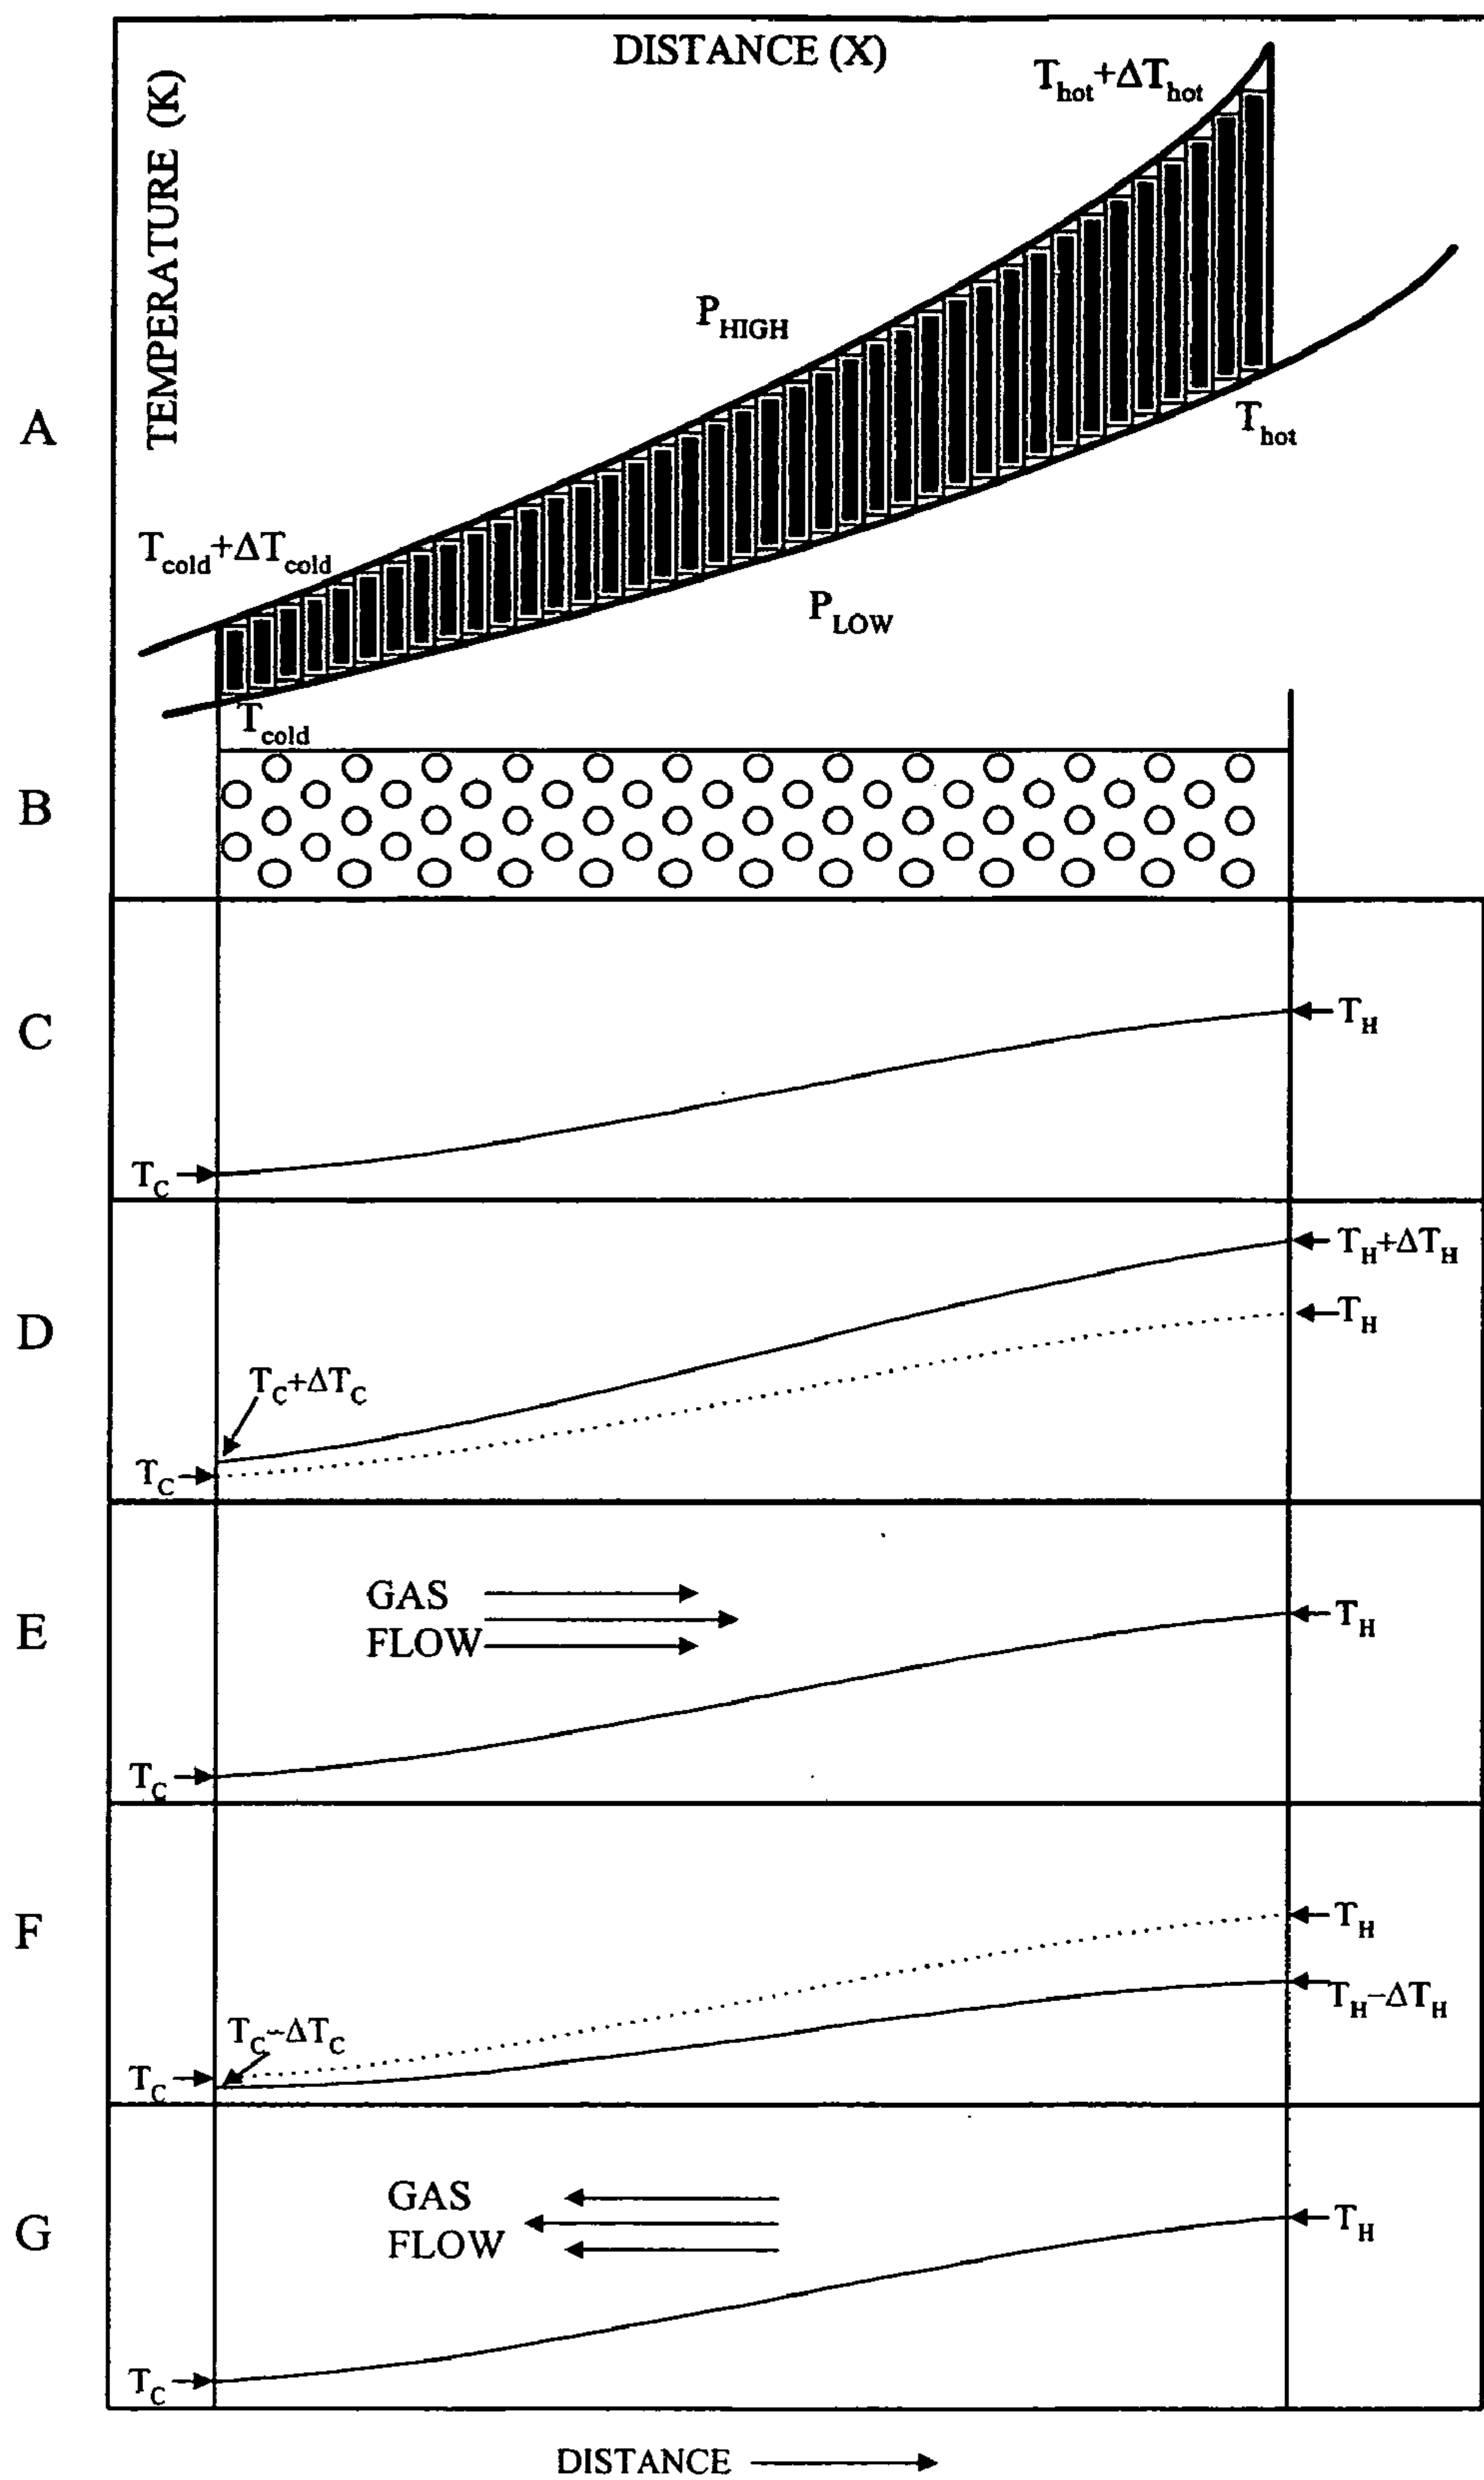 DISTANCE (X)
TEMPERATURE (K)
T_hot+ΔT_hot
P_HIGH
A
T_hot
T_cold+ΔT_cold
P_LOW
T_cold
B
C
T_H
T_C
D
T_H+ΔT_H
T_H
T_C+ΔT_C
T_C
E
GAS
FLOW
T_H
T_C
F
T_H
T_H-ΔT_H
T_C-ΔT_C
T_C
G
GAS
FLOW
T_H
T_C
DISTANCE